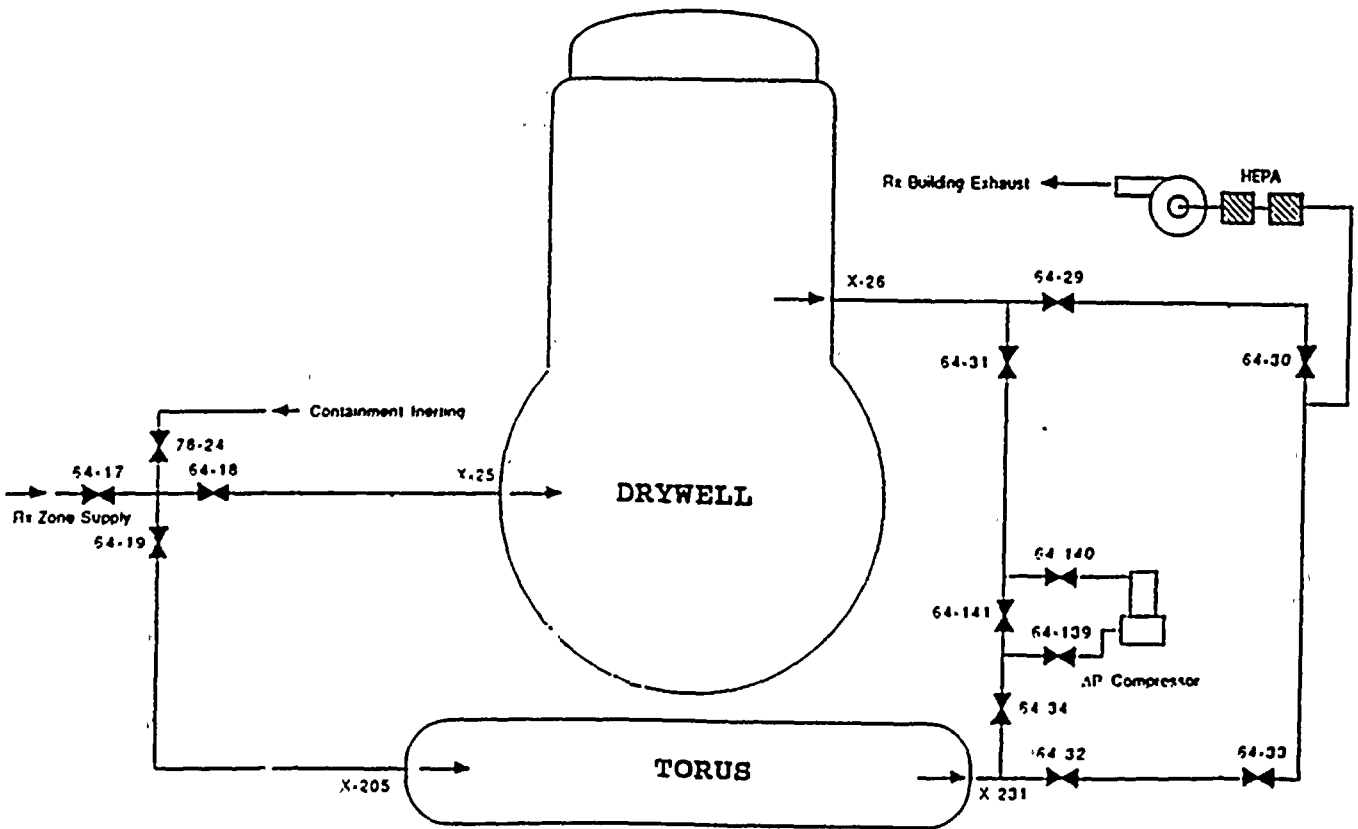 Rx Building Exhaust
HEPA
X-26
64-29
64-31
64-30
Containment Inerting
76-24
64-17
64-18
X-25
DRYWELL
Rx Zone Supply
64-19
64-140
64-141
64-139
ΔP Compressor
64-34
TORUS
64-32
64-33
X-205
X-231